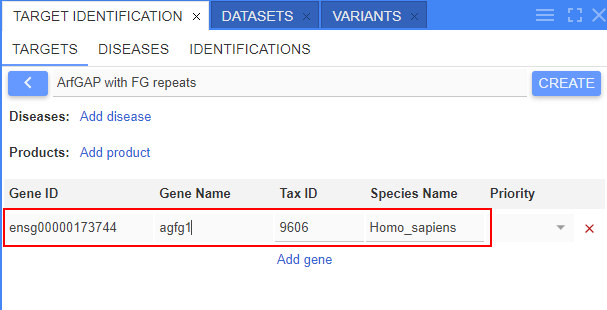 TARGET IDENTIFICATION × DATASETS × VARIANTS ×
TARGETS DISEASES IDENTIFICATIONS
ArfGAP with FG repeats CREATE
Diseases: Add disease
Products: Add product
Gene ID Gene Name Tax ID Species Name Priority
ensg00000173744 agfg1 9606 Homo_sapiens
Add gene